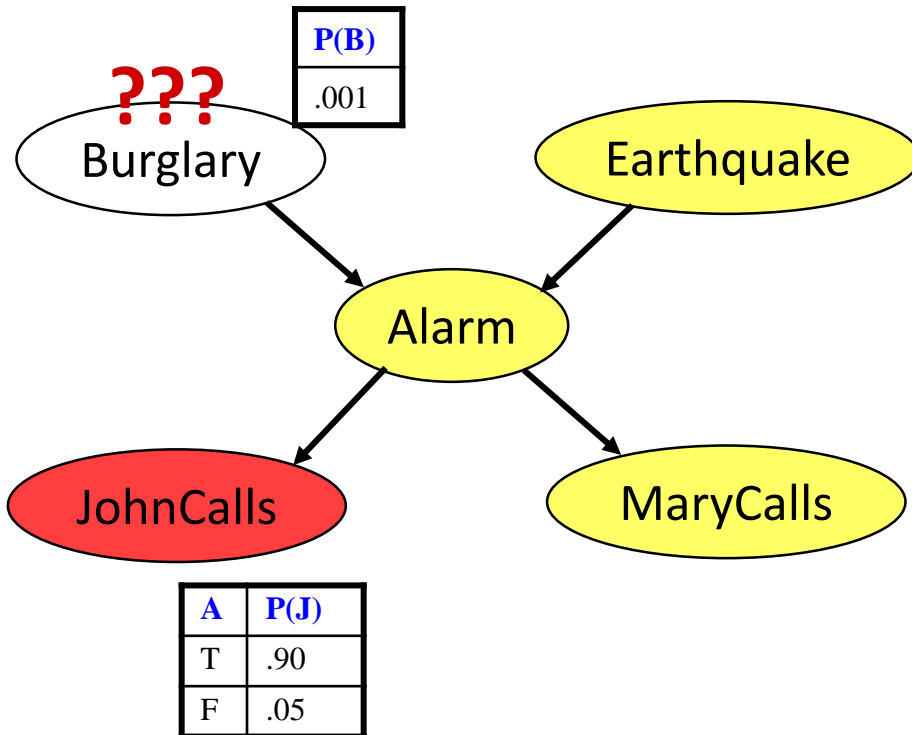 P(B)
.001
???
Burglary
Earthquake
Alarm
JohnCalls
MaryCalls
A P(J)
T .90
F .05